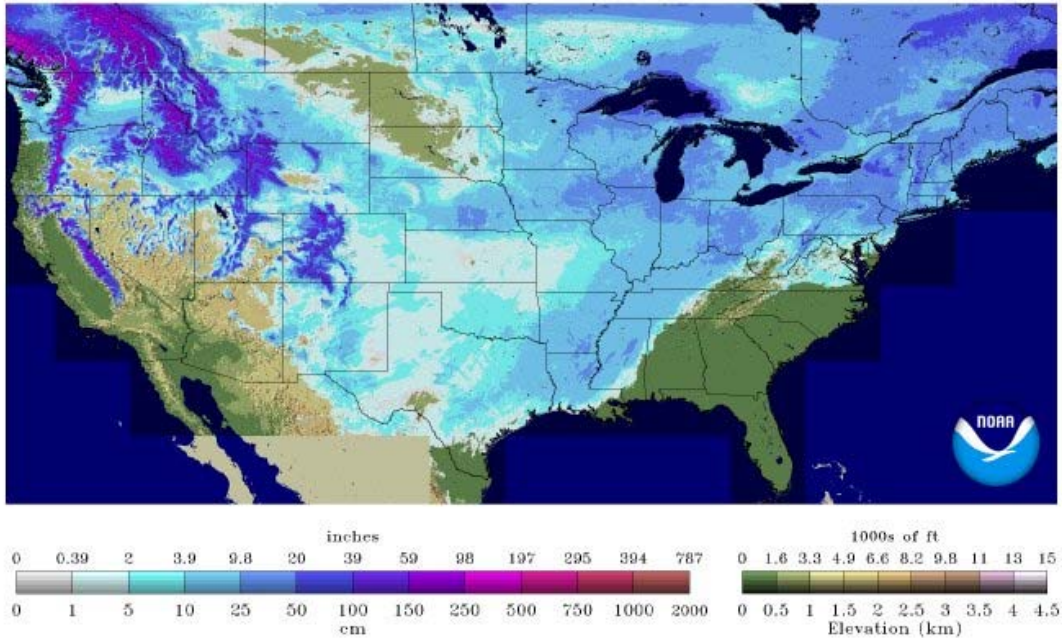 NOAA
inches
0 0.39 2 3.9 9.8 20 39 59 98 197 295 394 787
0 1 5 10 25 50 100 150 250 500 750 1000 2000
cm
1000s of ft
0 1.6 3.3 4.9 6.6 8.2 9.8 11 13 15
0 0.5 1 1.5 2 2.5 3 3.5 4 4.5
Elevation (km)